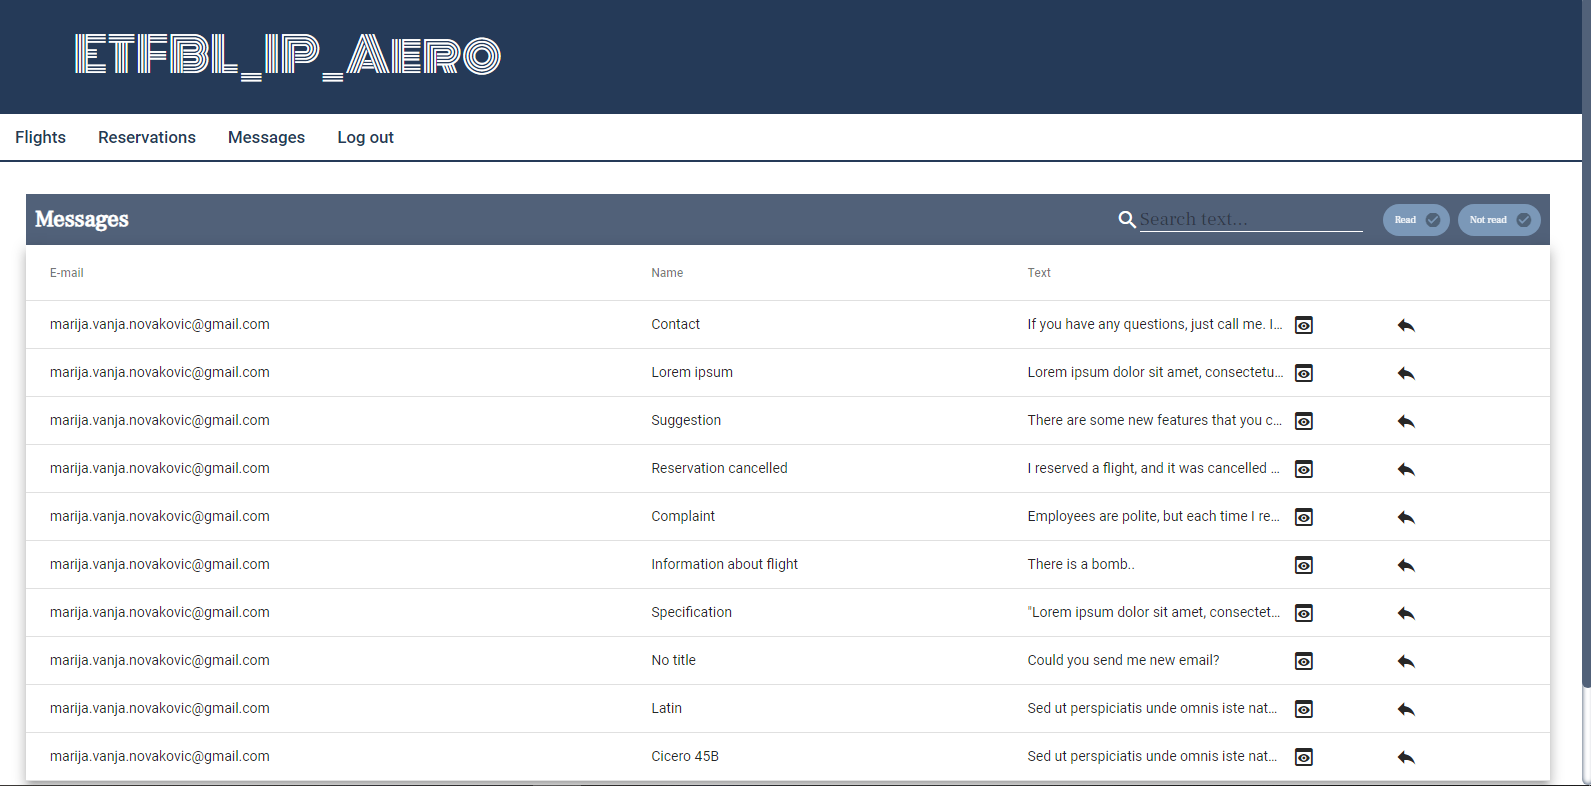 ETFBL_IP_Aero
Flights Reservations Messages Log out
Messages Search text... Read Not read
E-mail Name Text
marija.vanja.novakovic@gmail.com Contact If you have any questions, just call me. I...
marija.vanja.novakovic@gmail.com Lorem ipsum Lorem ipsum dolor sit amet, consectetu...
marija.vanja.novakovic@gmail.com Suggestion There are some new features that you c...
marija.vanja.novakovic@gmail.com Reservation cancelled I reserved a flight, and it was cancelled ...
marija.vanja.novakovic@gmail.com Complaint Employees are polite, but each time I re...
marija.vanja.novakovic@gmail.com Information about flight There is a bomb..
marija.vanja.novakovic@gmail.com Specification "Lorem ipsum dolor sit amet, consectet...
marija.vanja.novakovic@gmail.com No title Could you send me new email?
marija.vanja.novakovic@gmail.com Latin Sed ut perspiciatis unde omnis iste nat...
marija.vanja.novakovic@gmail.com Cicero 45B Sed ut perspiciatis unde omnis iste nat...